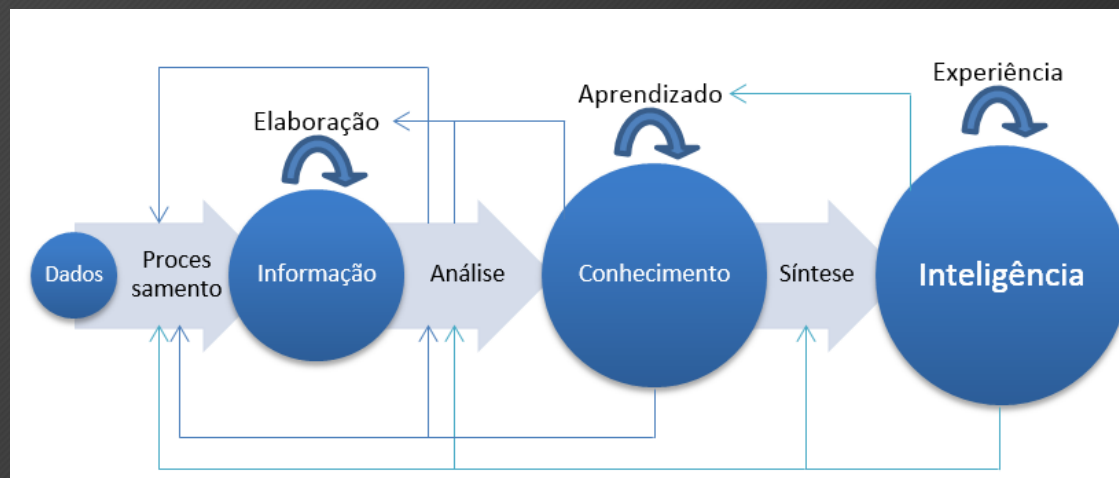 Experiência
Aprendizado
Elaboração
Dados
Proces
samento
Informação
Análise
Conhecimento
Síntese
Inteligência